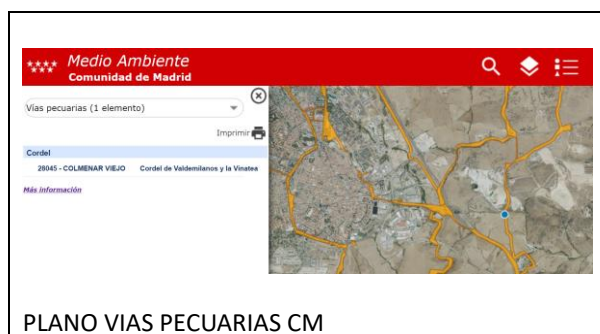 Medio Ambiente
Comunidad de Madrid
Vías pecuarias (1 elemento)
Imprimir
Cordel
28045 - COLMENAR VIEJO Cordel de Valdemilanos y la Vinatea
Más información
PLANO VIAS PECUARIAS CM